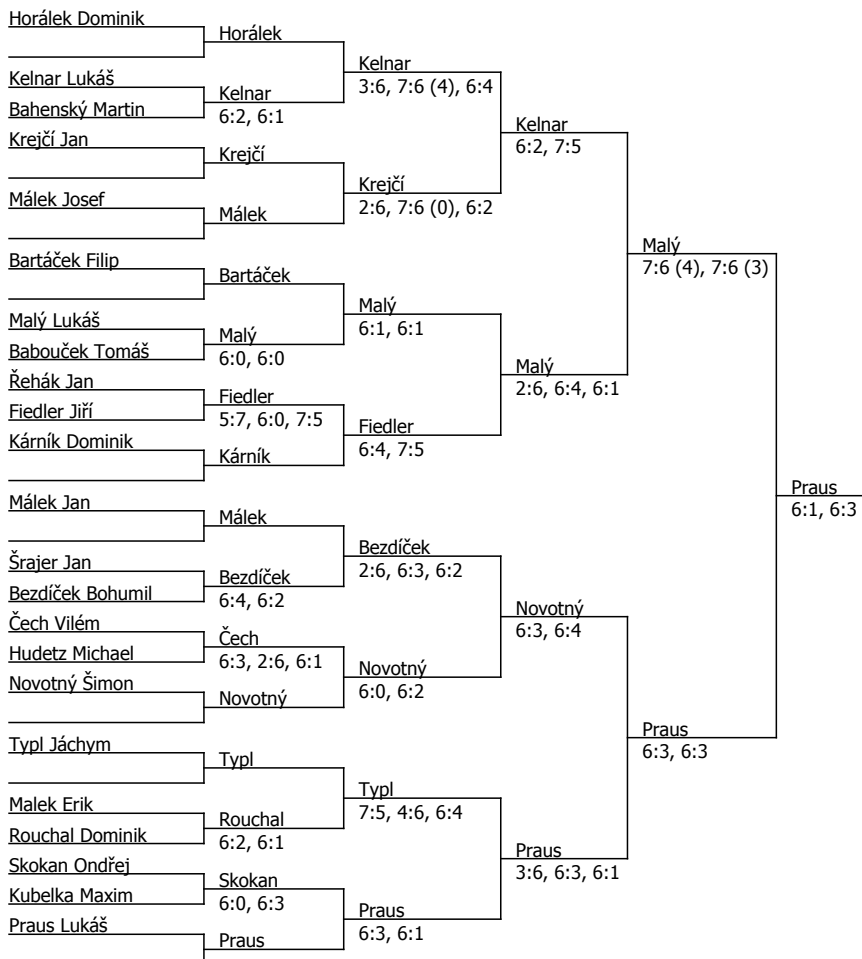 Horálek Dominik
Horálek
Kelnar
3:6, 7:6 (4), 6:4
Kelnar Lukáš
Kelnar
6:2, 6:1
Bahenský Martin
Kelnar
6:2, 7:5
Krejčí Jan
Krejčí
Krejčí
2:6, 7:6 (0), 6:2
Málek Josef
Málek
Malý
7:6 (4), 7:6 (3)
Bartáček Filip
Bartáček
Malý
6:1, 6:1
Malý Lukáš
Malý
6:0, 6:0
Babouček Tomáš
Malý
2:6, 6:4, 6:1
Řehák Jan
Fiedler
5:7, 6:0, 7:5
Fiedler Jiří
Fiedler
6:4, 7:5
Kárník Dominik
Kárník
Praus
6:1, 6:3
Málek Jan
Málek
Bezdíček
2:6, 6:3, 6:2
Šrajer Jan
Bezdíček
6:4, 6:2
Bezdíček Bohumil
Novotný
6:3, 6:4
Čech Vilém
Čech
6:3, 2:6, 6:1
Hudetz Michael
Novotný
6:0, 6:2
Novotný Šimon
Novotný
Praus
6:3, 6:3
Typl Jáchym
Typl
Typl
7:5, 4:6, 6:4
Malek Erik
Rouchal
6:2, 6:1
Rouchal Dominik
Praus
3:6, 6:3, 6:1
Skokan Ondřej
Skokan
6:0, 6:3
Kubelka Maxim
Praus
6:3, 6:1
Praus Lukáš
Praus